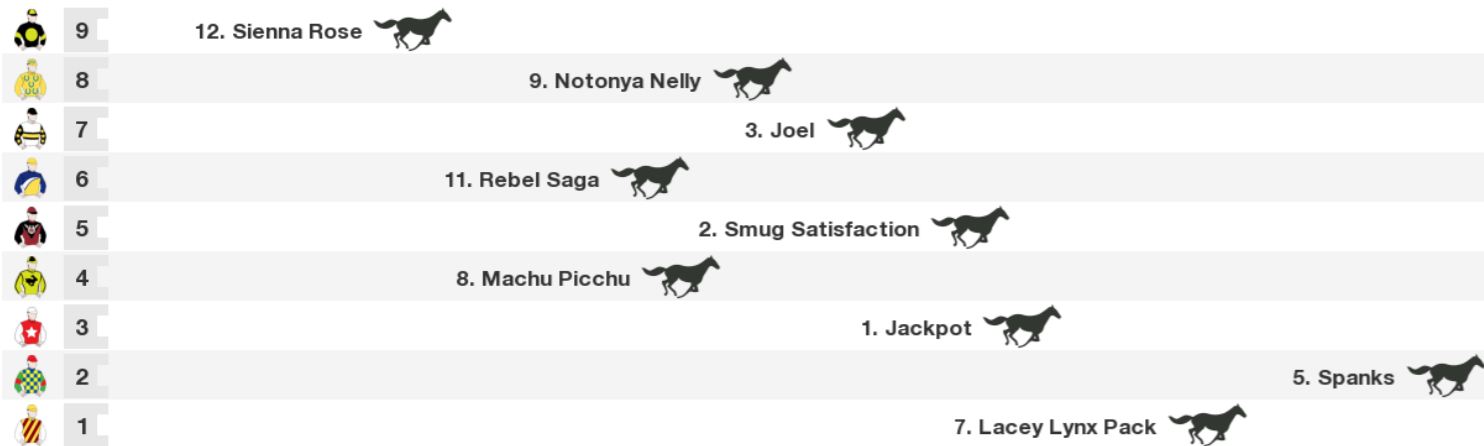 9 12. Sienna Rose
8 9. Notonya Nelly
7 3. Joel
6 11. Rebel Saga
5 2. Smug Satisfaction
4 8. Machu Picchu
3 1. Jackpot
2 5. Spanks
1 7. Lacey Lynx Pack